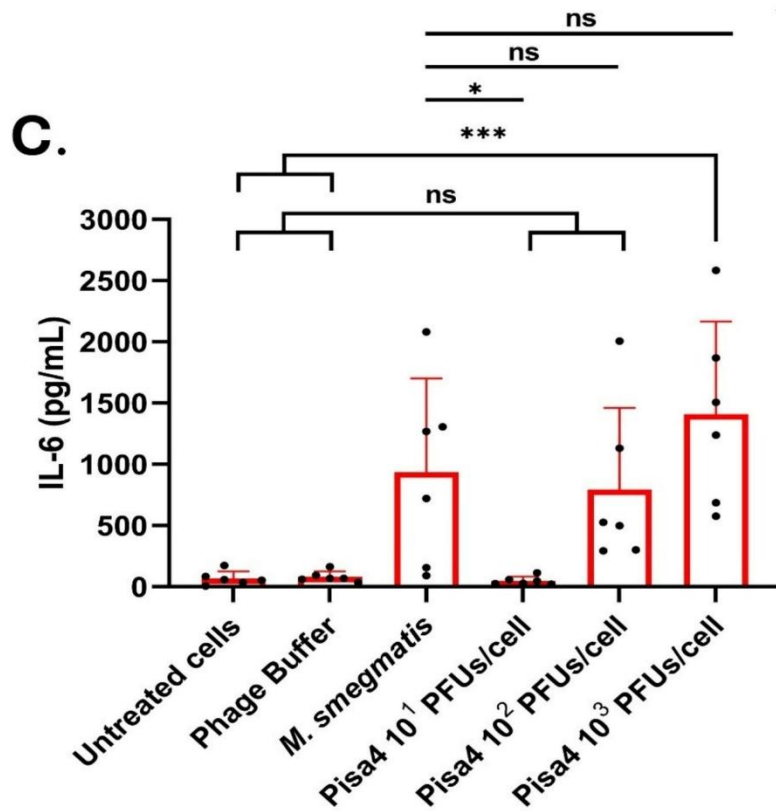 ns
ns
*
C.
***
ns
3000
2500
2000
1500
1000
500
0
IL-6 (pg/mL)
Untreated cells
Phage Buffer
M. smegmatis
Pisa4 10¹ PFUs/cell
Pisa4 10² PFUs/cell
Pisa4 10³ PFUs/cell